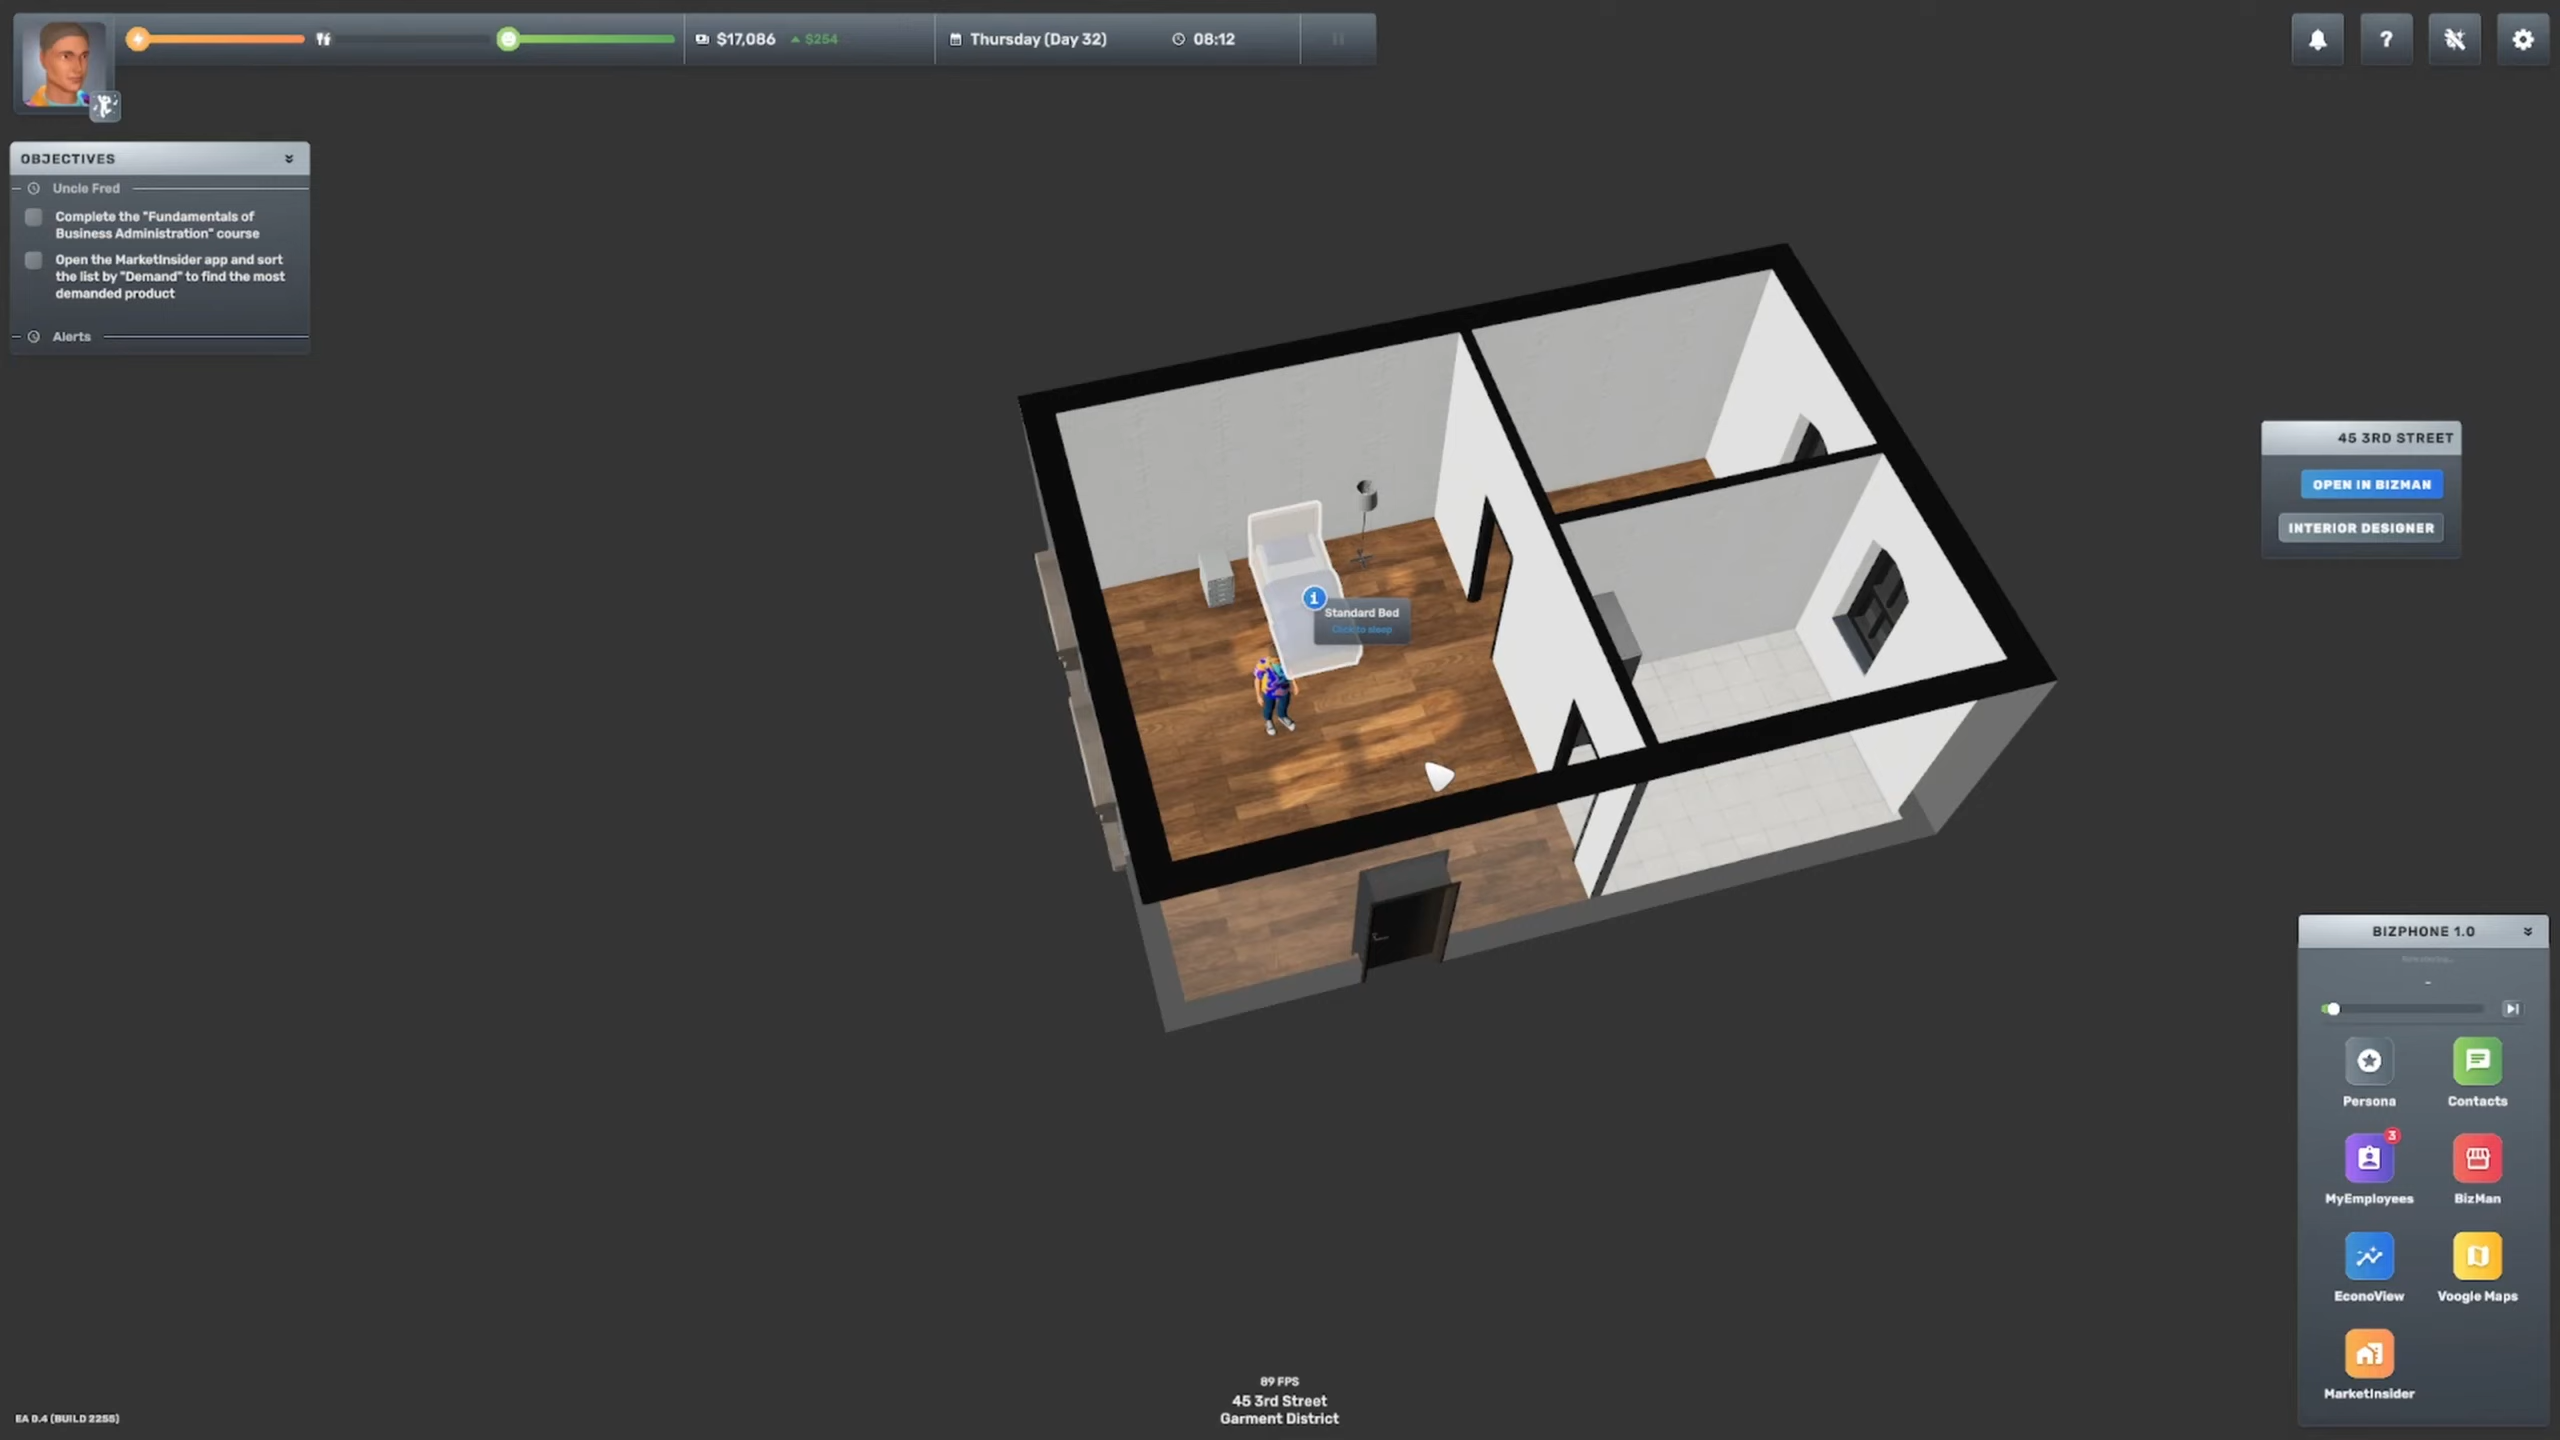 $17,086 $254
Thursday (Day 32) 08:12
?
OBJECTIVES
Uncle Fred
Complete the "Fundamentals of
Business Administration" course
Open the MarketInsider app and sort
the list by "Demand" to find the most
demanded product
Alerts
45 3RD STREET
OPEN IN BIZMAN
INTERIOR DESIGNER
Standard Bed
Click to sleep
BIZPHONE 1.0
-
Persona Contacts
3
MyEmployees BizMan
EconoView Voogle Maps
MarketInsider
89 FPS
45 3rd Street
Garment District
EA 0.4 (BUILD 2255)